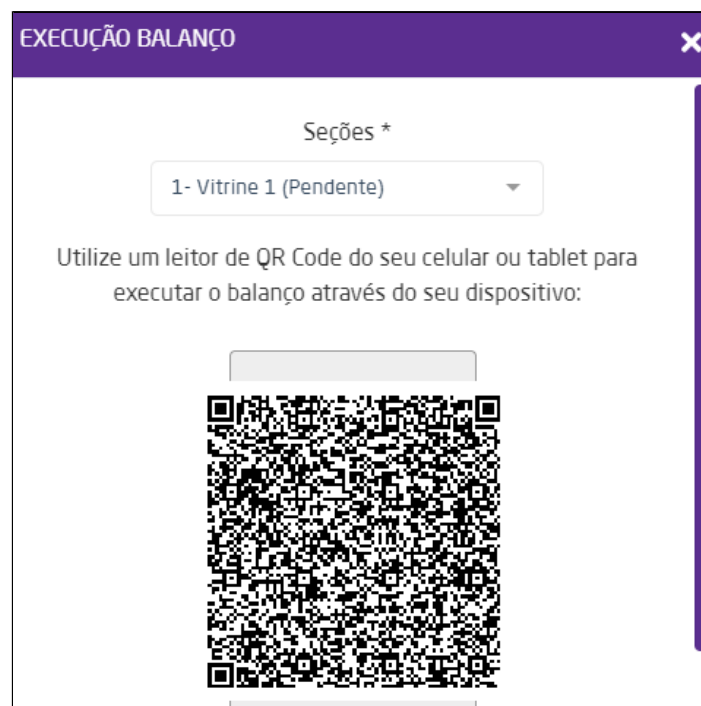 EXECUÇÃO BALANÇO
Seções *
1- Vitrine 1 (Pendente)
Utilize um leitor de QR Code do seu celular ou tablet para
executar o balanço através do seu dispositivo: